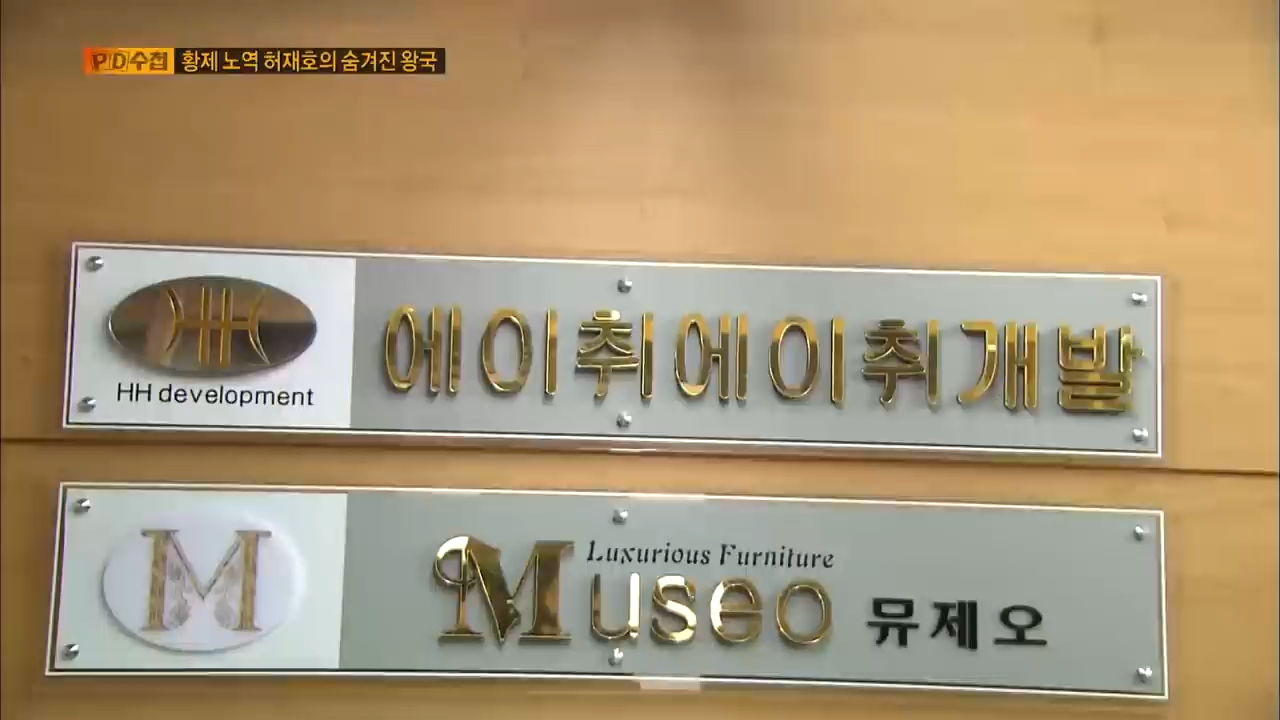 PD수첩 황제 노역 허재호의 숨겨진 왕국
HH
에이취에이취개발
HH development
M
Luxurious Furniture
Museo 뮤제오